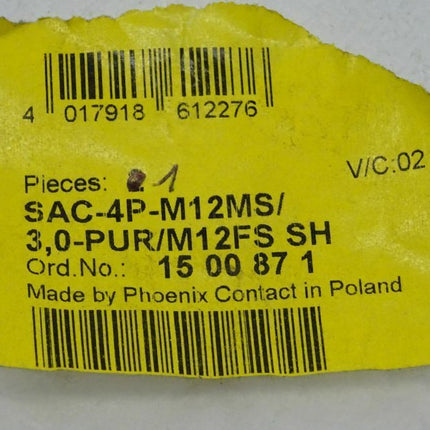 4 017918 612276
V/C:02
Pieces: 1
SAC-4P-M12MS/
3,0-PUR/M12FS SH
Ord.No.: 15 00 87 1
Made by Phoenix Contact in Poland